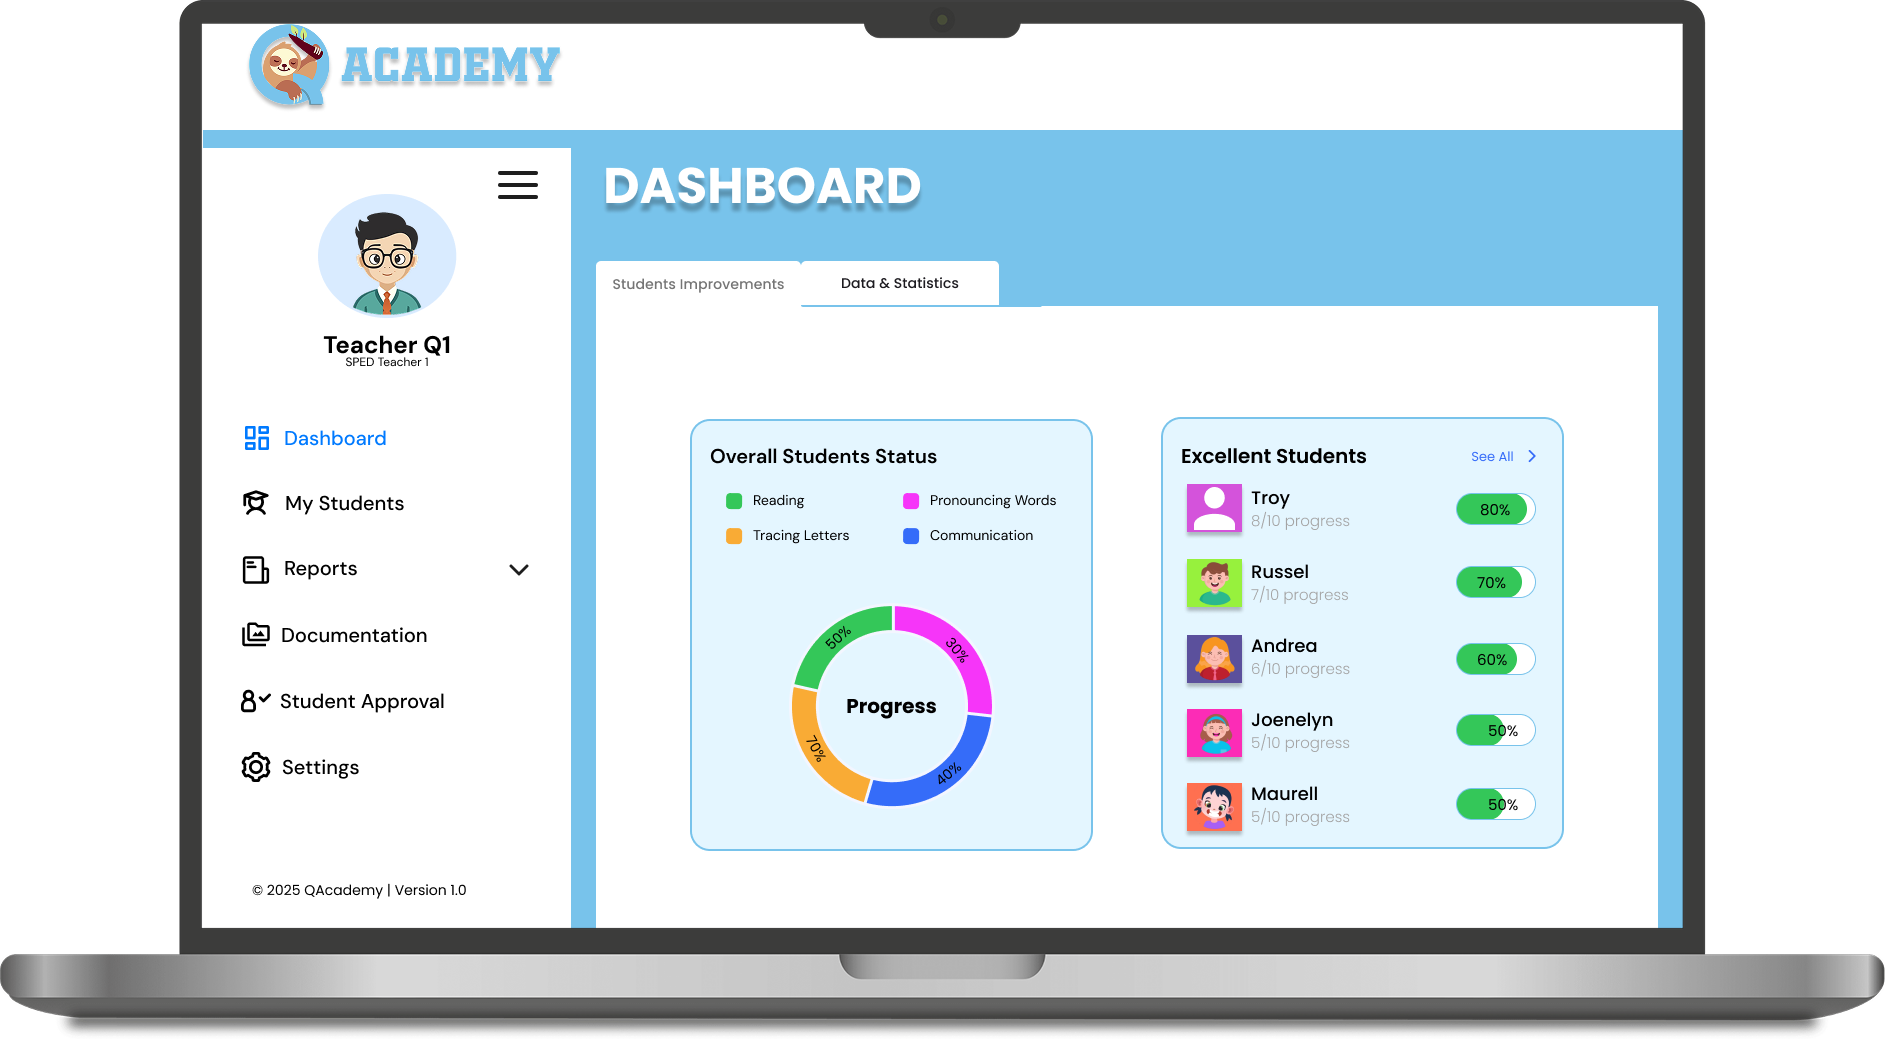 ACADEMY
DASHBOARD
Students Improvements
Data & Statistics
Teacher Q1
SPED Teacher 1
Dashboard
My Students
Reports
Documentation
Student Approval
Settings
© 2025 QAcademy | Version 1.0
Overall Students Status
Reading
Pronouncing Words
Tracing Letters
Communication
50%
30%
Progress
70%
40%
Excellent Students
See All
Troy
8/10 progress
80%
Russel
7/10 progress
70%
Andrea
6/10 progress
60%
Joenelyn
5/10 progress
50%
Maurell
5/10 progress
50%